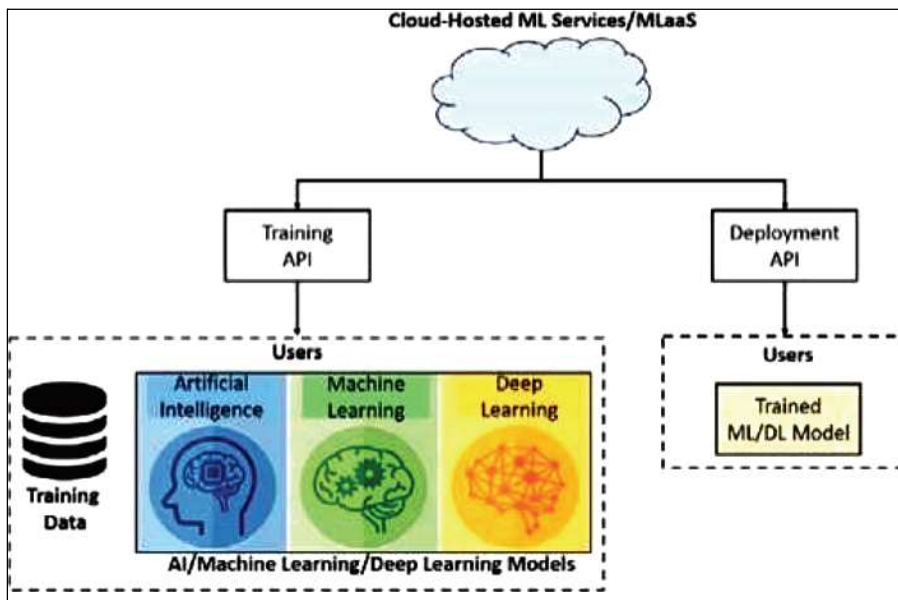 Cloud-Hosted ML Services/MLaaS
Training
API
Deployment
API
Users
Artificial
Intelligence
Machine
Learning
Deep
Learning
Training
Data
AI/Machine Learning/Deep Learning Models
Users
Trained
ML/DL Model